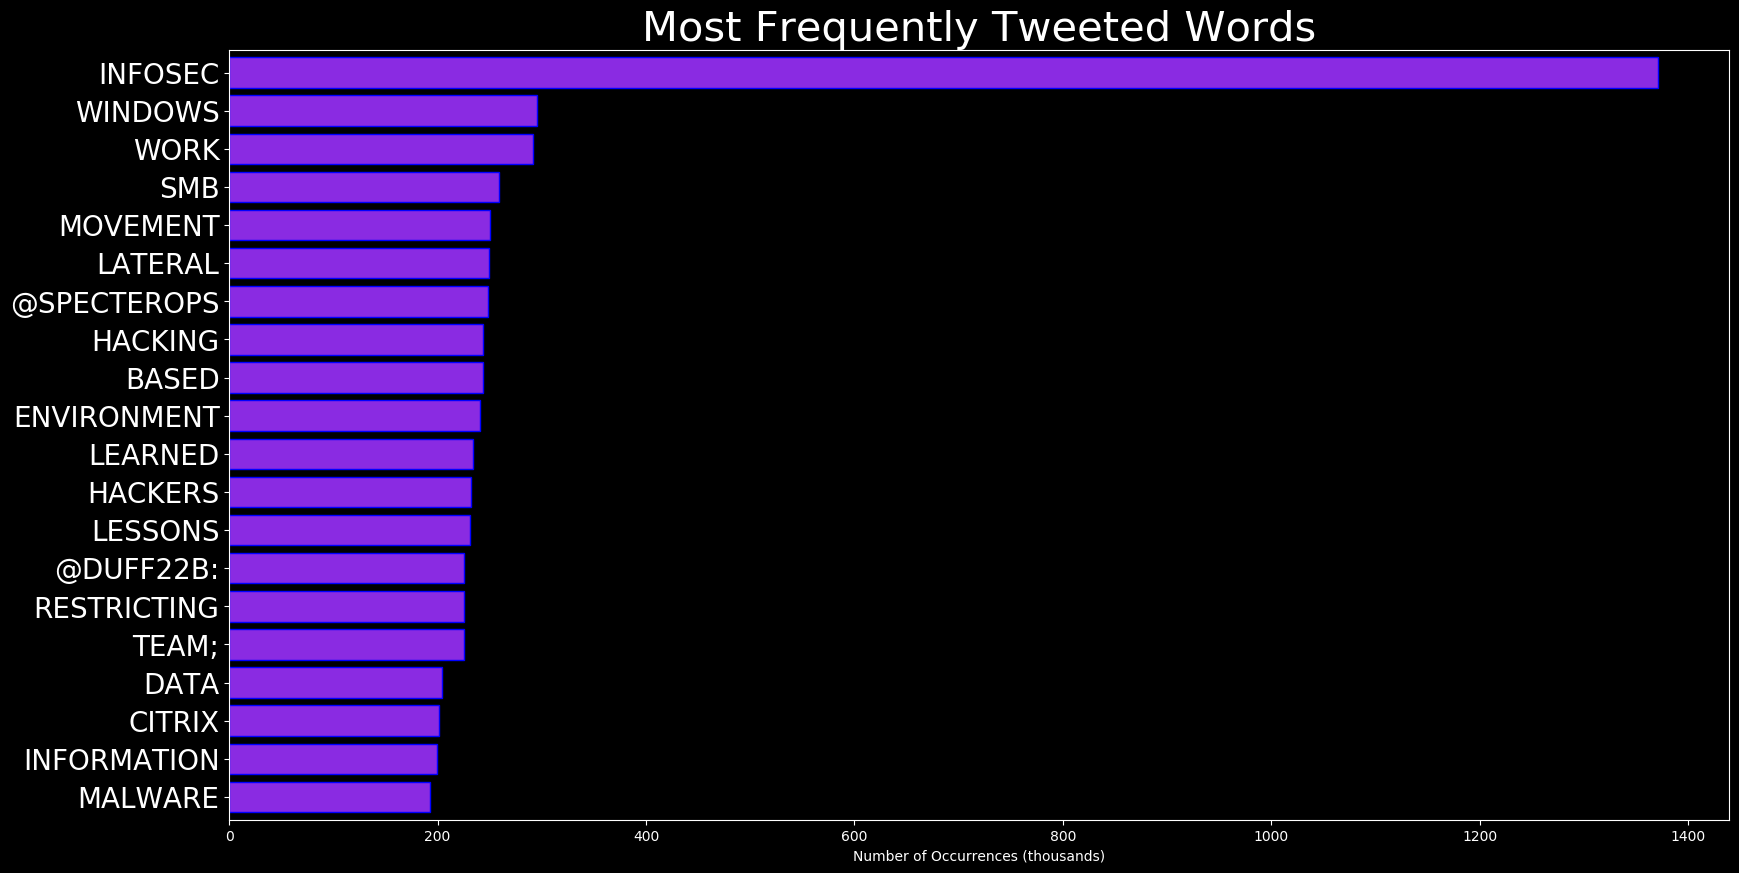 Most Frequently Tweeted Words
INFOSEC
WINDOWS
WORK
SMB
MOVEMENT
LATERAL
@SPECTEROPS
HACKING
BASED
ENVIRONMENT
LEARNED
HACKERS
LESSONS
@DUFF22B:
RESTRICTING
TEAM;
DATA
CITRIX
INFORMATION
MALWARE
0 200 400 600 800 1000 1200 1400
Number of Occurrences (thousands)